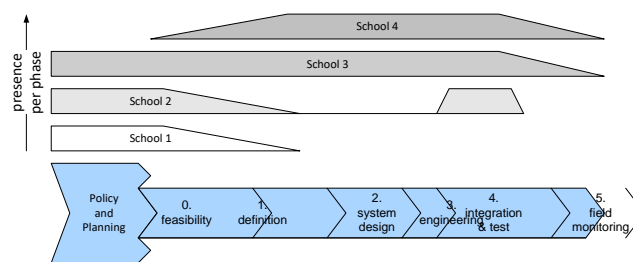 School 4
School 3
School 2
School 1
presence
per phase
Policy
and
Planning
0.
feasibility
1.
definition
2.
system
design
3.
engineering
4.
integration
& test
5.
field
monitoring